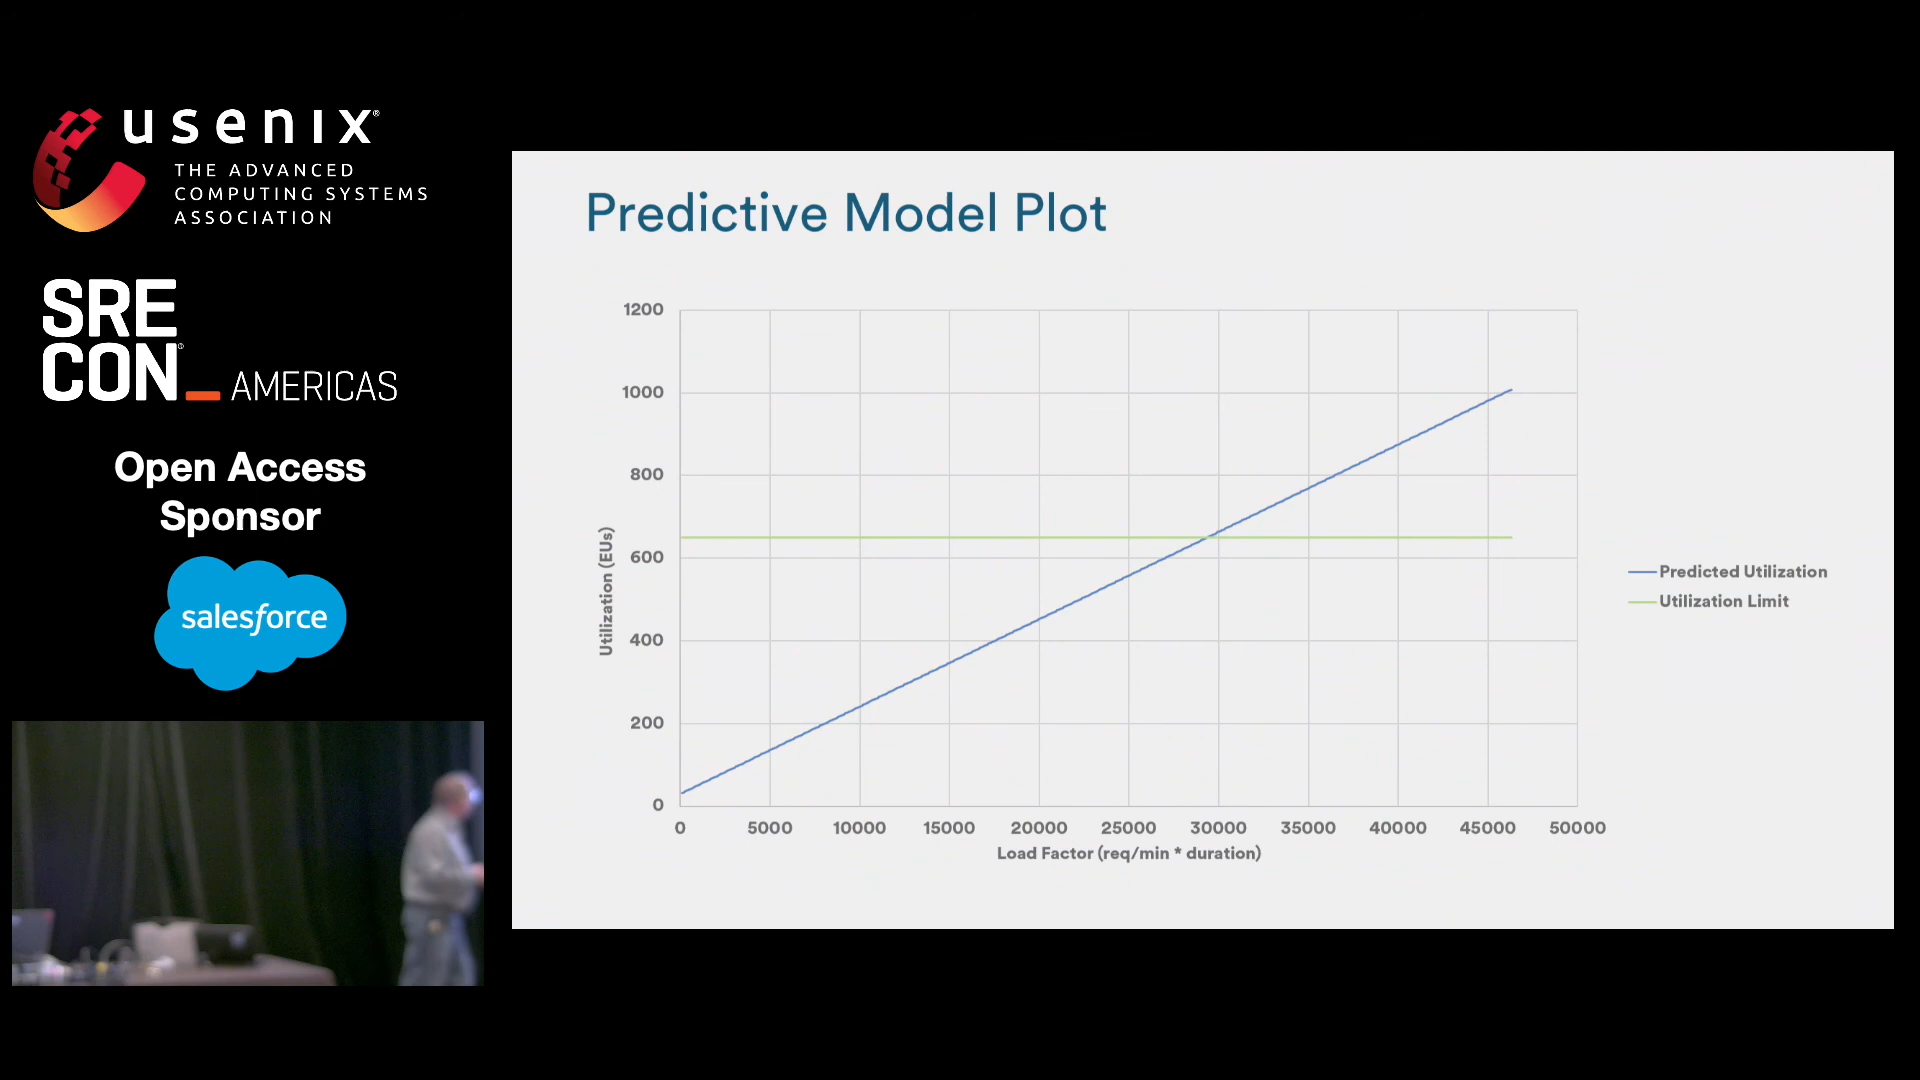 usenix®
THE ADVANCED
COMPUTING SYSTEMS
ASSOCIATION
SRE
CON®_AMERICAS
Open Access
Sponsor
salesforce
Predictive Model Plot
1200
1000
800
600
400
200
0
Utilization (EUs)
0 5000 10000 15000 20000 25000 30000 35000 40000 45000 50000
Load Factor (req/min * duration)
Predicted Utilization
Utilization Limit